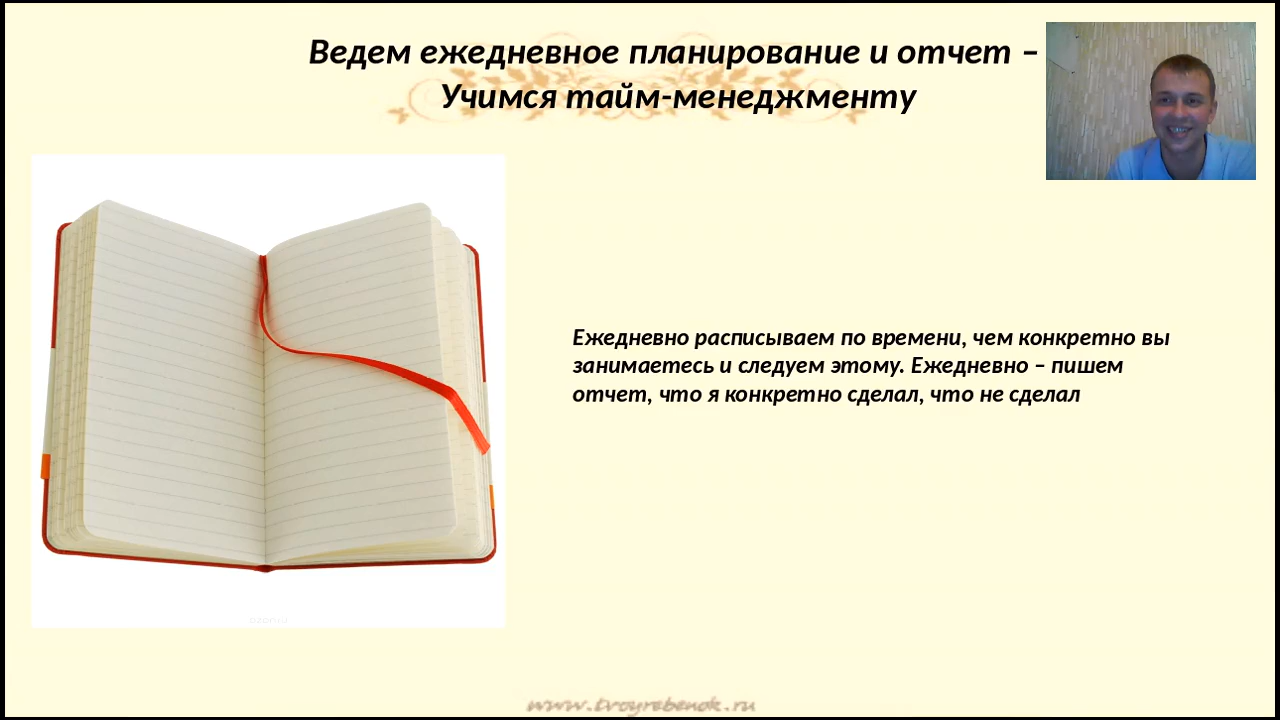 Ведем ежедневное планирование и отчет –
Учимся тайм-менеджменту
Ежедневно расписываем по времени, чем конкретно вы
занимаетесь и следуем этому. Ежедневно – пишем
отчет, что я конкретно сделал, что не сделал
www.tvoyrebenok.ru